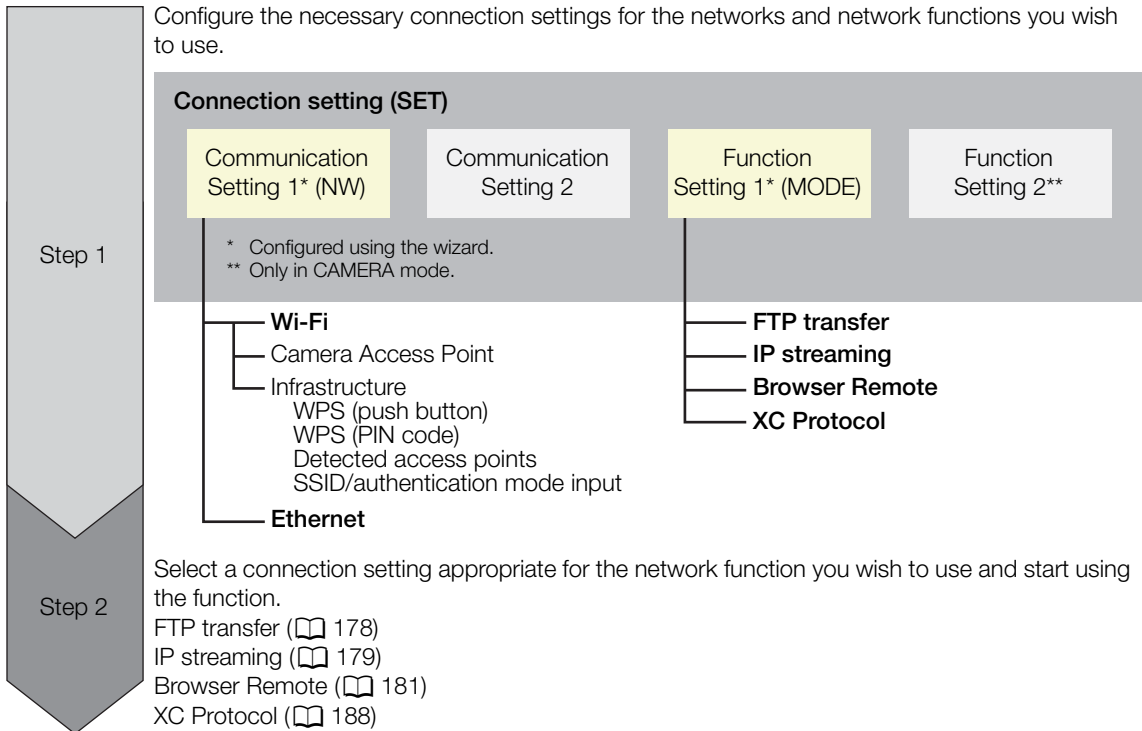 Configure the necessary connection settings for the networks and network functions you wish
to use.
Step 1
Connection setting (SET)
Communication
Setting 1* (NW)
Communication
Setting 2
Function
Setting 1* (MODE)
Function
Setting 2**
* Configured using the wizard.
** Only in CAMERA mode.
Wi-Fi
Camera Access Point
Infrastructure
WPS (push button)
WPS (PIN code)
Detected access points
SSID/authentication mode input
Ethernet
FTP transfer
IP streaming
Browser Remote
XC Protocol
Step 2
Select a connection setting appropriate for the network function you wish to use and start using
the function.
FTP transfer (📖 178)
IP streaming (📖 179)
Browser Remote (📖 181)
XC Protocol (📖 188)